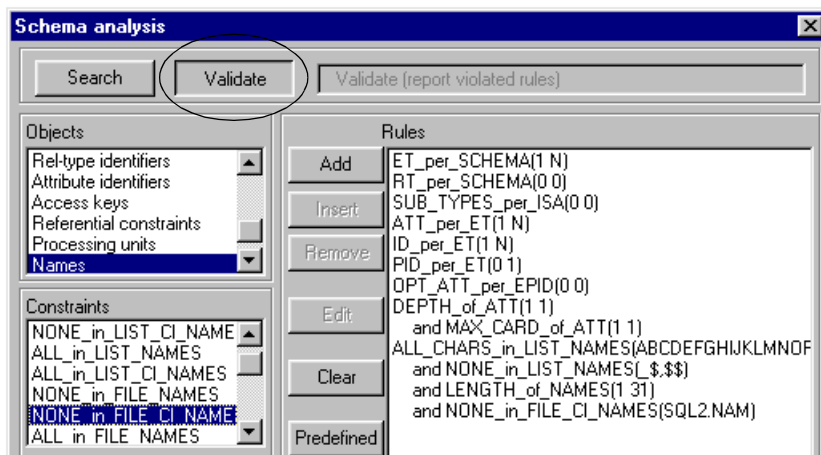 Schema analysis
Search
Validate
Validate (report violated rules)
Objects
Rel-type identifiers
Attribute identifiers
Access keys
Referential constraints
Processing units
Names
Constraints
NONE_in_LIST_CI_NAME
ALL_in_LIST_NAMES
ALL_in_LIST_CI_NAMES
NONE_in_FILE_NAMES
NONE_in_FILE_CI_NAME
ALL_in_FILE_NAMES
Rules
Add
Insert
Remove
Edit
Clear
Predefined
ET_per_SCHEMA(1 N)
RT_per_SCHEMA(0 0)
SUB_TYPES_per_ISA(0 0)
ATT_per_ET(1 N)
ID_per_ET(1 N)
PID_per_ET(0 1)
OPT_ATT_per_EPID(0 0)
DEPTH_of_ATT(1 1)
and MAX_CARD_of_ATT(1 1)
ALL_CHARS_in_LIST_NAMES(ABCDEFGHIJKLMNOP
and NONE_in_LIST_NAMES(_$,$$)
and LENGTH_of_NAMES(1 31)
and NONE_in_FILE_CI_NAMES(SQL2.NAM)